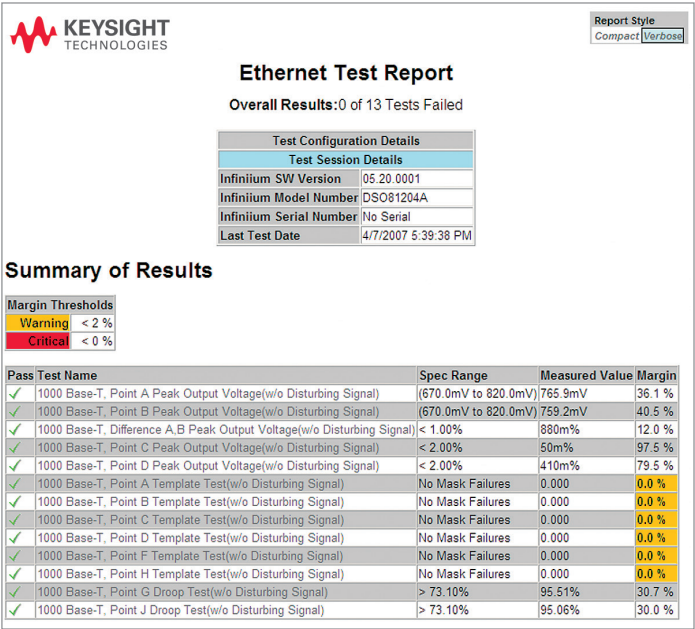 KEYSIGHT
TECHNOLOGIES
Report Style
Compact Verbose
Ethernet Test Report
Overall Results:0 of 13 Tests Failed
Test Configuration Details
Test Session Details
Infiniium SW Version 05.20.0001
Infiniium Model Number DSO81204A
Infiniium Serial Number No Serial
Last Test Date 4/7/2007 5:39:38 PM
Summary of Results
Margin Thresholds
Warning < 2 %
Critical < 0 %
Pass Test Name Spec Range Measured Value Margin
1000 Base-T, Point A Peak Output Voltage(w/o Disturbing Signal) (670.0mV to 820.0mV) 765.9mV 36.1 %
1000 Base-T, Point B Peak Output Voltage(w/o Disturbing Signal) (670.0mV to 820.0mV) 759.2mV 40.5 %
1000 Base-T, Difference A,B Peak Output Voltage(w/o Disturbing Signal) < 1.00% 880m% 12.0 %
1000 Base-T, Point C Peak Output Voltage(w/o Disturbing Signal) < 2.00% 50m% 97.5 %
1000 Base-T, Point D Peak Output Voltage(w/o Disturbing Signal) < 2.00% 410m% 79.5 %
1000 Base-T, Point A Template Test(w/o Disturbing Signal) No Mask Failures 0.000 0.0 %
1000 Base-T, Point B Template Test(w/o Disturbing Signal) No Mask Failures 0.000 0.0 %
1000 Base-T, Point C Template Test(w/o Disturbing Signal) No Mask Failures 0.000 0.0 %
1000 Base-T, Point D Template Test(w/o Disturbing Signal) No Mask Failures 0.000 0.0 %
1000 Base-T, Point F Template Test(w/o Disturbing Signal) No Mask Failures 0.000 0.0 %
1000 Base-T, Point H Template Test(w/o Disturbing Signal) No Mask Failures 0.000 0.0 %
1000 Base-T, Point G Droop Test(w/o Disturbing Signal) > 73.10% 95.51% 30.7 %
1000 Base-T, Point J Droop Test(w/o Disturbing Signal) > 73.10% 95.06% 30.0 %